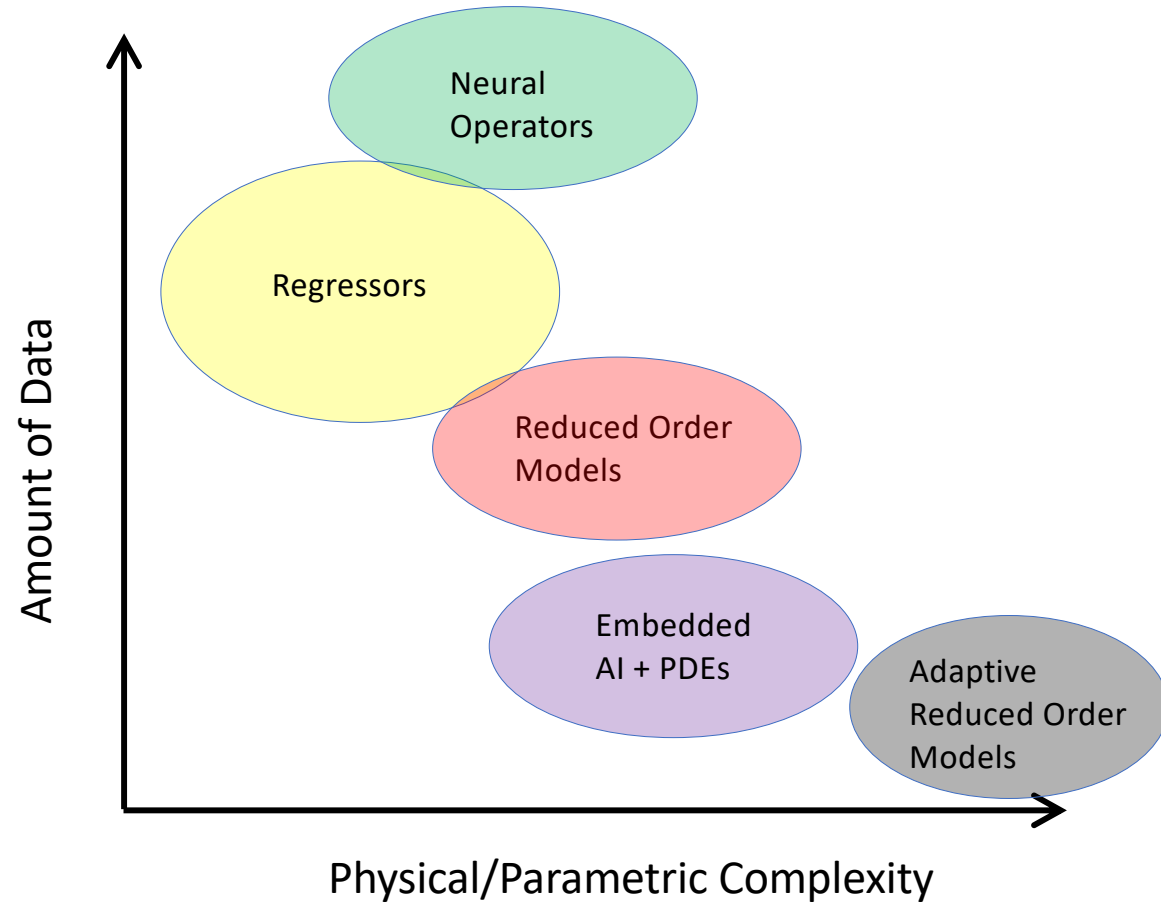 Neural
Operators
Regressors
Reduced Order
Models
Embedded
AI + PDEs
Adaptive
Reduced Order
Models
Amount of Data
Physical/Parametric Complexity